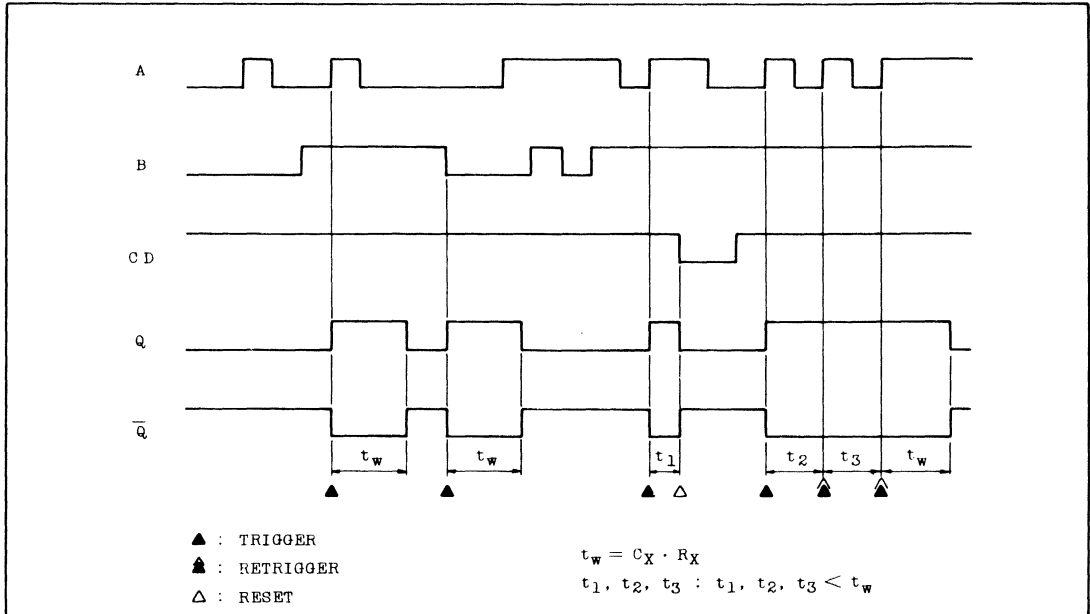 A
B
CD
Q
Q̅
t_w t_w t_1 t_2 t_3 t_w
▲ : TRIGGER
⯭ : RETRIGGER
△ : RESET
t_w = C_X · R_X
t_1, t_2, t_3 : t_1, t_2, t_3 < t_w